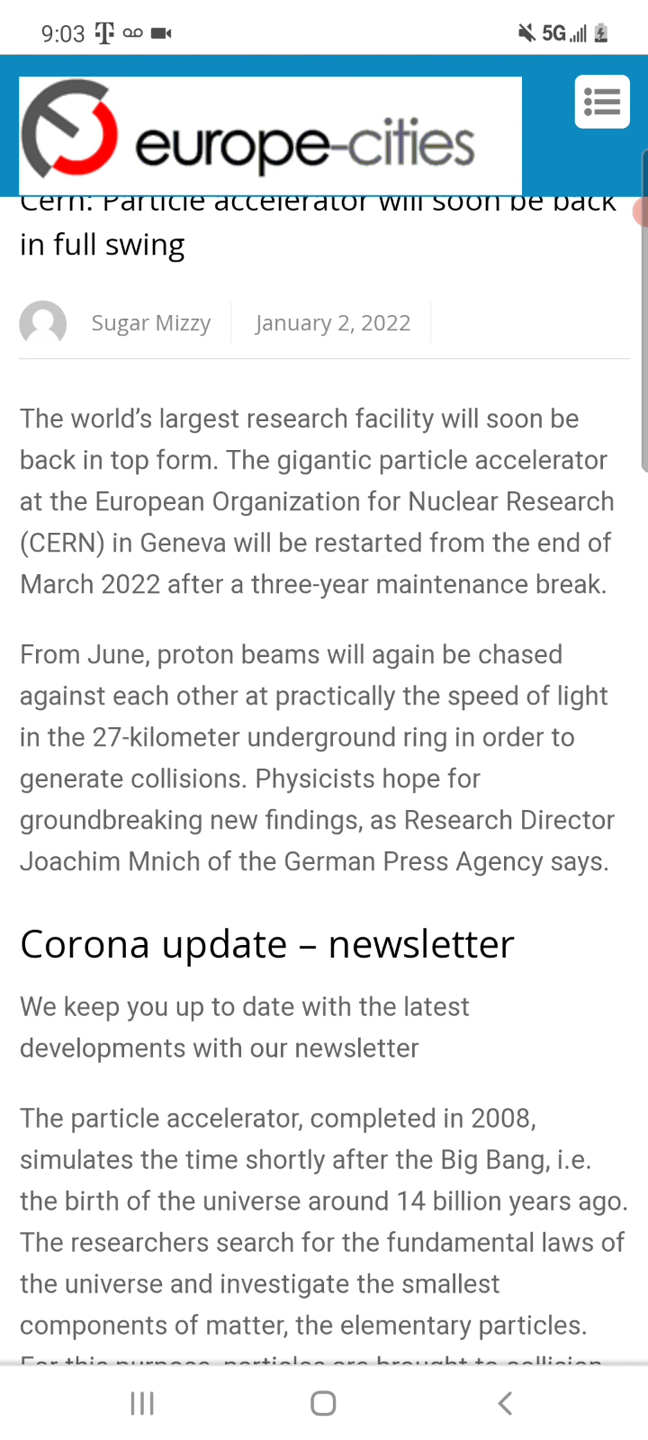 9:03
5G
europe-cities
Cern: Particle accelerator will soon be back
in full swing
Sugar Mizzy
January 2, 2022
The world’s largest research facility will soon be
back in top form. The gigantic particle accelerator
at the European Organization for Nuclear Research
(CERN) in Geneva will be restarted from the end of
March 2022 after a three-year maintenance break.
From June, proton beams will again be chased
against each other at practically the speed of light
in the 27-kilometer underground ring in order to
generate collisions. Physicists hope for
groundbreaking new findings, as Research Director
Joachim Mnich of the German Press Agency says.
Corona update – newsletter
We keep you up to date with the latest
developments with our newsletter
The particle accelerator, completed in 2008,
simulates the time shortly after the Big Bang, i.e.
the birth of the universe around 14 billion years ago.
The researchers search for the fundamental laws of
the universe and investigate the smallest
components of matter, the elementary particles.
For this purpose, particles are brought to collision